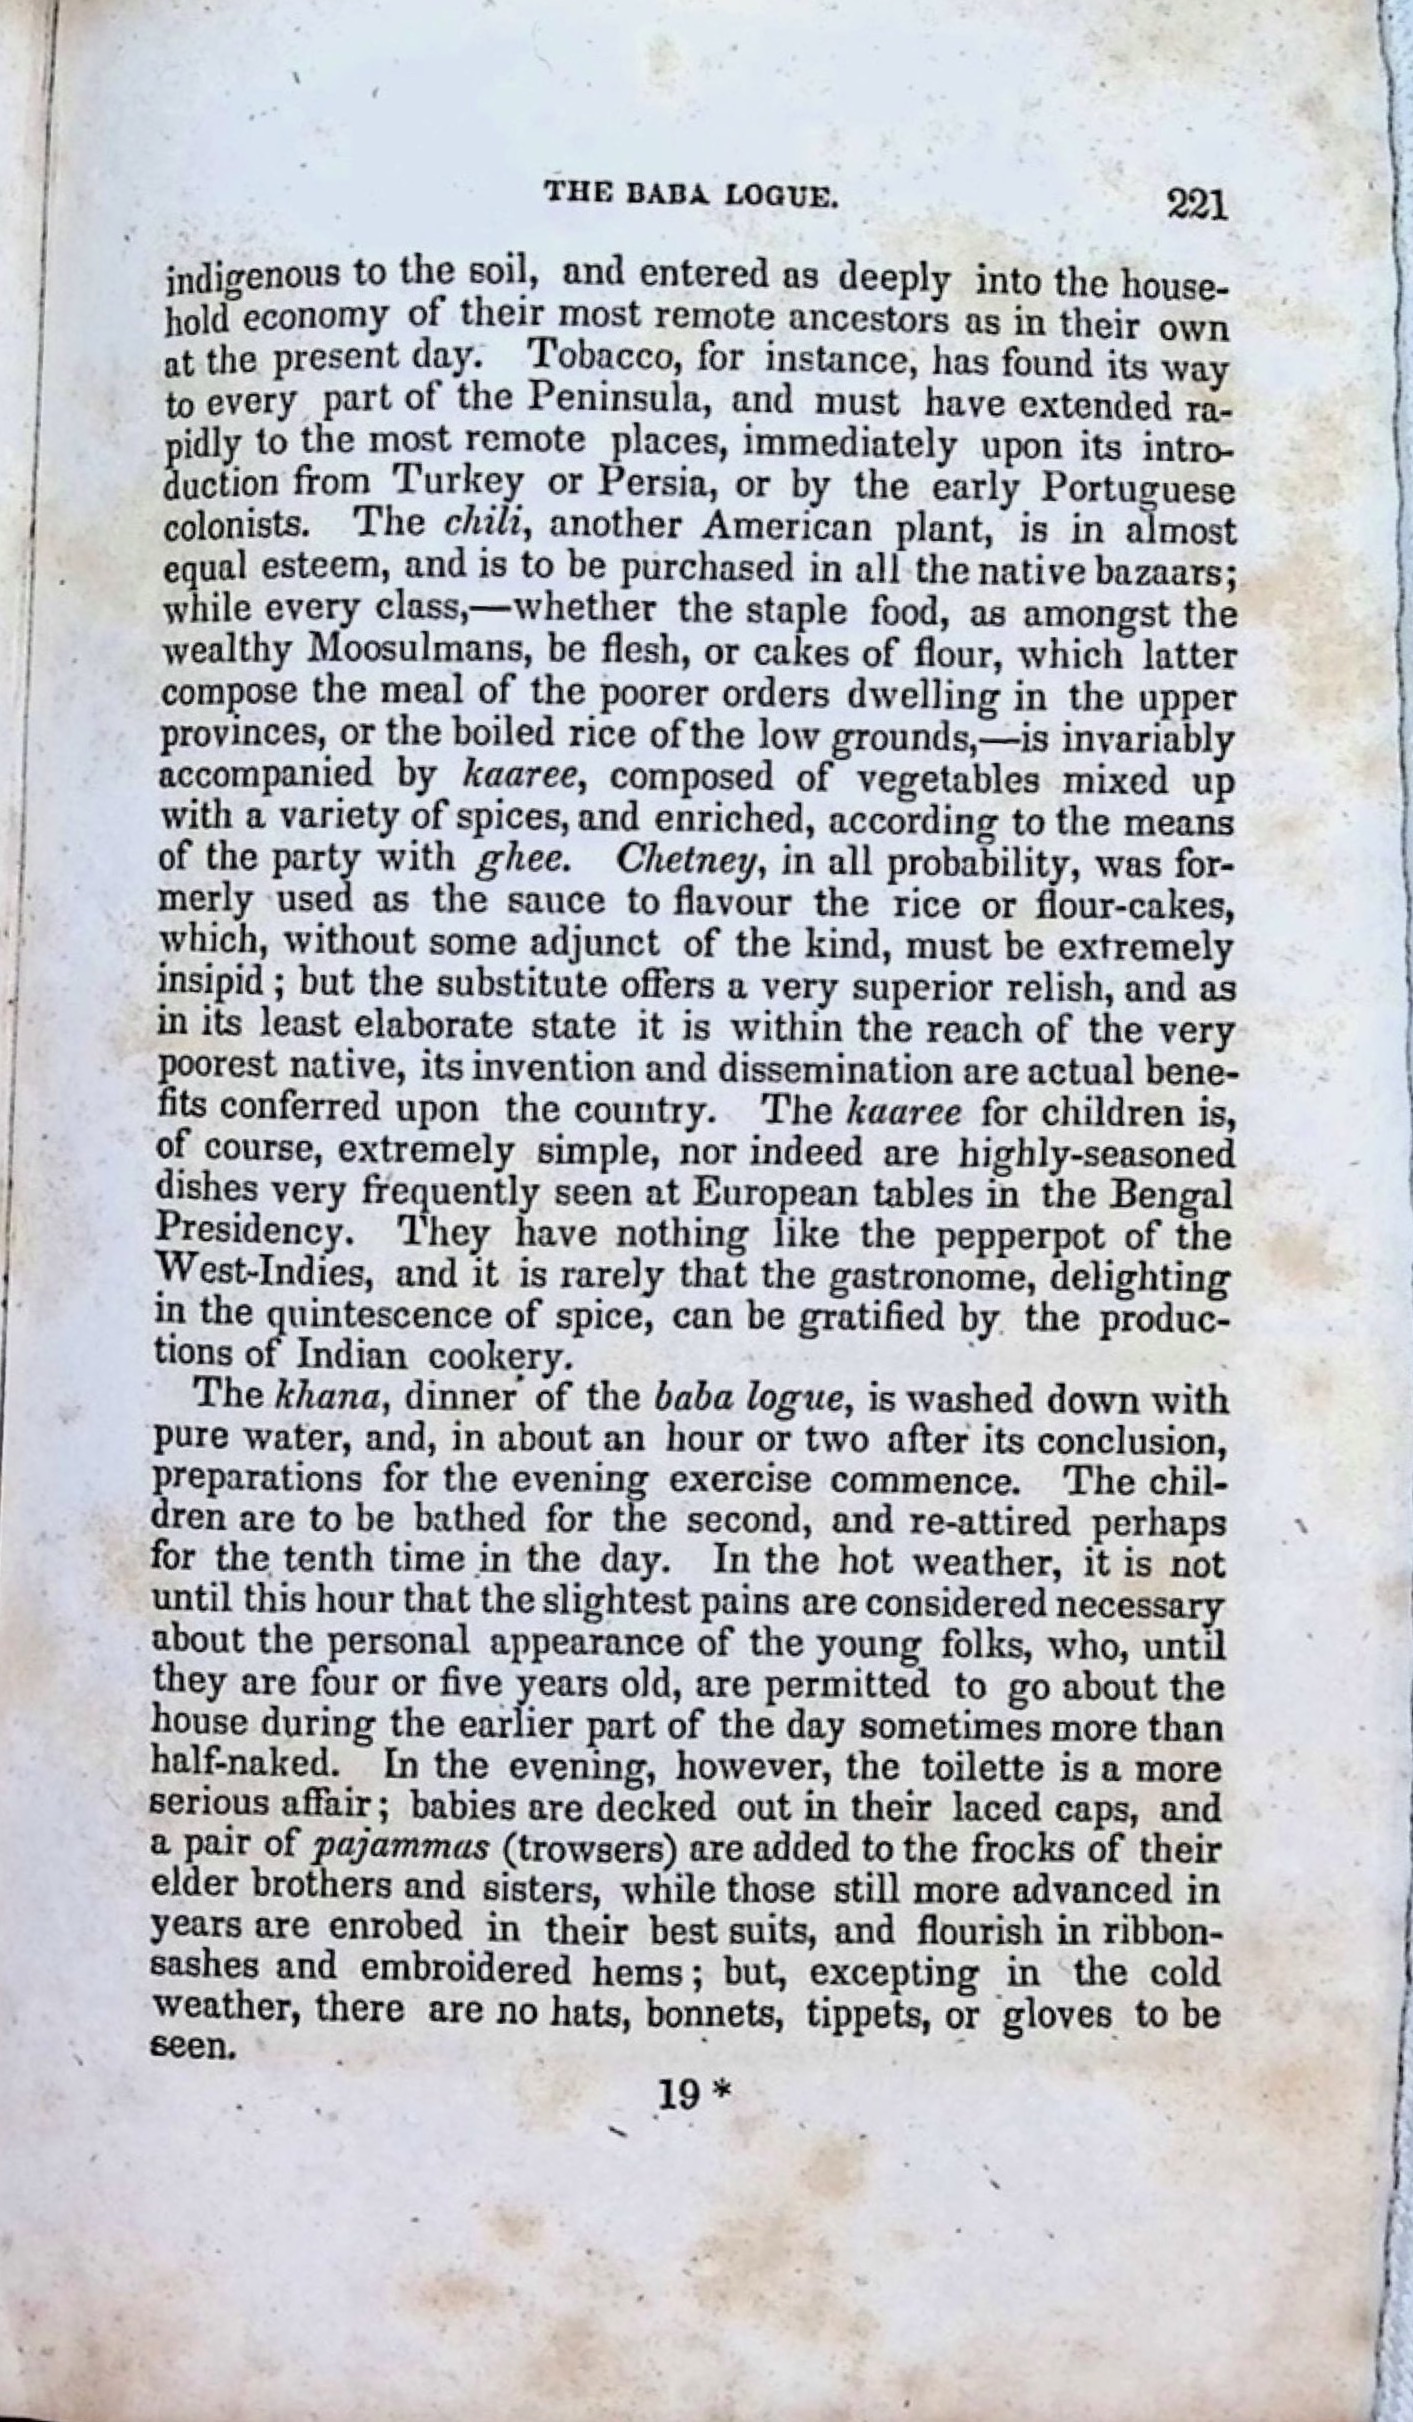 THE BABA LOGUE. 221
indigenous to the soil, and entered as deeply into the house-
hold economy of their most remote ancestors as in their own
at the present day. Tobacco, for instance, has found its way
to every part of the Peninsula, and must have extended ra-
pidly to the most remote places, immediately upon its intro-
duction from Turkey or Persia, or by the early Portuguese
colonists. The chili, another American plant, is in almost
equal esteem, and is to be purchased in all the native bazaars;
while every class,—whether the staple food, as amongst the
wealthy Moosulmans, be flesh, or cakes of flour, which latter
compose the meal of the poorer orders dwelling in the upper
provinces, or the boiled rice of the low grounds,—is invariably
accompanied by kaaree, composed of vegetables mixed up
with a variety of spices, and enriched, according to the means
of the party with ghee. Chetney, in all probability, was for-
merly used as the sauce to flavour the rice or flour-cakes,
which, without some adjunct of the kind, must be extremely
insipid ; but the substitute offers a very superior relish, and as
in its least elaborate state it is within the reach of the very
poorest native, its invention and dissemination are actual bene-
fits conferred upon the country. The kaaree for children is,
of course, extremely simple, nor indeed are highly-seasoned
dishes very frequently seen at European tables in the Bengal
Presidency. They have nothing like the pepperpot of the
West-Indies, and it is rarely that the gastronome, delighting
in the quintescence of spice, can be gratified by the produc-
tions of Indian cookery.
The khana, dinner of the baba logue, is washed down with
pure water, and, in about an hour or two after its conclusion,
preparations for the evening exercise commence. The chil-
dren are to be bathed for the second, and re-attired perhaps
for the tenth time in the day. In the hot weather, it is not
until this hour that the slightest pains are considered necessary
about the personal appearance of the young folks, who, until
they are four or five years old, are permitted to go about the
house during the earlier part of the day sometimes more than
half-naked. In the evening, however, the toilette is a more
serious affair ; babies are decked out in their laced caps, and
a pair of pajammas (trowsers) are added to the frocks of their
elder brothers and sisters, while those still more advanced in
years are enrobed in their best suits, and flourish in ribbon-
sashes and embroidered hems ; but, excepting in the cold
weather, there are no hats, bonnets, tippets, or gloves to be
seen.
19 *